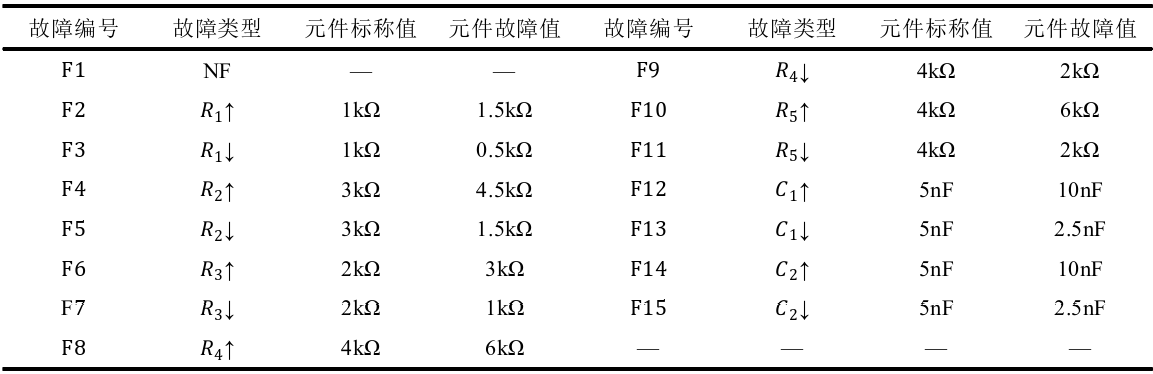 故障编号 故障类型 元件标称值 元件故障值 故障编号 故障类型 元件标称值 元件故障值
F1 NF — — F9 R₄↓ 4kΩ 2kΩ
F2 R₁↑ 1kΩ 1.5kΩ F10 R₅↑ 4kΩ 6kΩ
F3 R₁↓ 1kΩ 0.5kΩ F11 R₅↓ 4kΩ 2kΩ
F4 R₂↑ 3kΩ 4.5kΩ F12 C₁↑ 5nF 10nF
F5 R₂↓ 3kΩ 1.5kΩ F13 C₁↓ 5nF 2.5nF
F6 R₃↑ 2kΩ 3kΩ F14 C₂↑ 5nF 10nF
F7 R₃↓ 2kΩ 1kΩ F15 C₂↓ 5nF 2.5nF
F8 R₄↑ 4kΩ 6kΩ — — — —